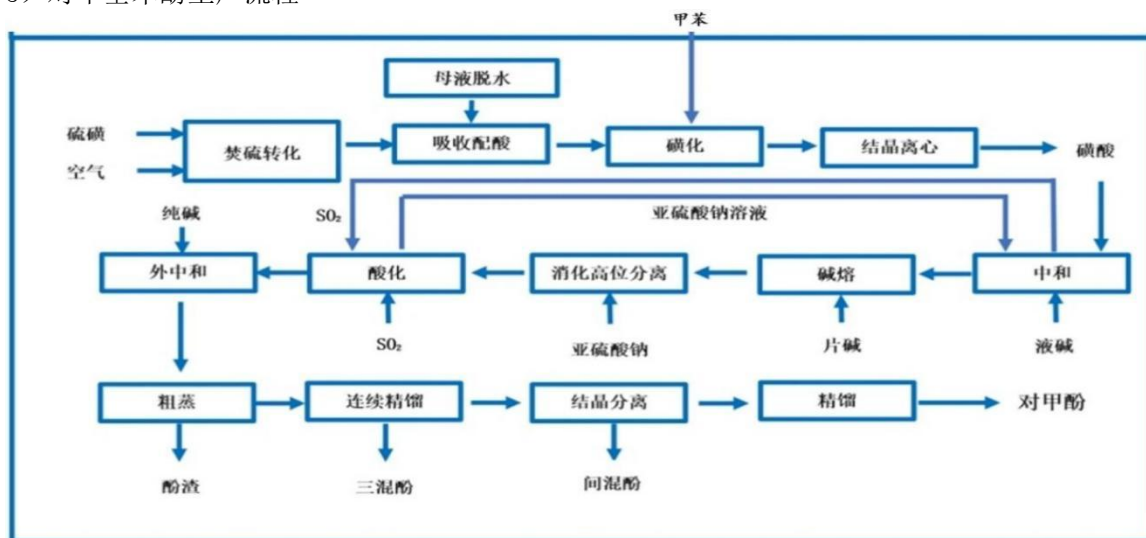 甲苯
母液脱水
硫磺
空气
焚硫转化
吸收配酸
磺化
结晶离心
磺酸
纯碱
SO₂
亚硫酸钠溶液
外中和
酸化
消化高位分离
碱熔
中和
SO₂
亚硫酸钠
片碱
液碱
粗蒸
连续精馏
结晶分离
精馏
对甲酚
酚渣
三混酚
间混酚